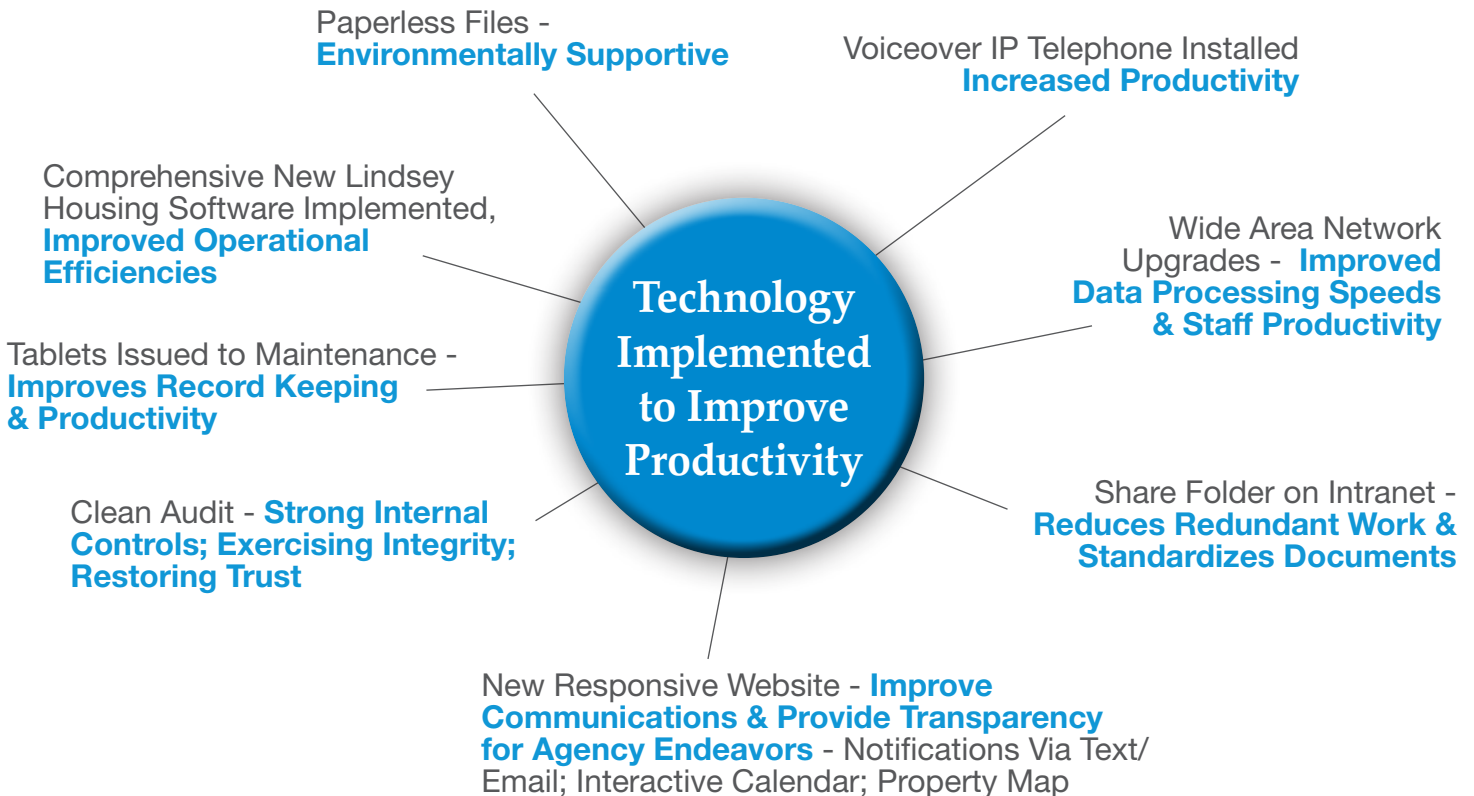 Paperless Files -
Environmentally Supportive
Voiceover IP Telephone Installed
Increased Productivity
Comprehensive New Lindsey
Housing Software Implemented,
Improved Operational
Efficiencies
Wide Area Network
Upgrades - Improved
Data Processing Speeds
& Staff Productivity
Technology
Implemented
to Improve
Productivity
Tablets Issued to Maintenance -
Improves Record Keeping
& Productivity
Clean Audit - Strong Internal
Controls; Exercising Integrity;
Restoring Trust
Share Folder on Intranet -
Reduces Redundant Work &
Standardizes Documents
New Responsive Website - Improve
Communications & Provide Transparency
for Agency Endeavors - Notifications Via Text/
Email; Interactive Calendar; Property Map